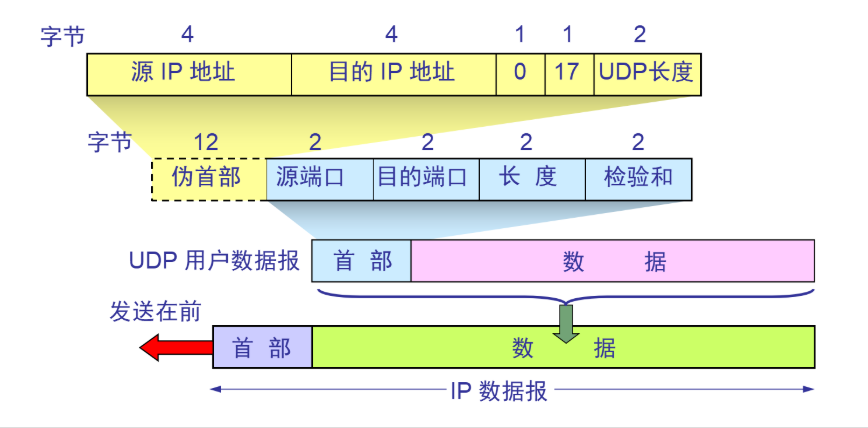 字节 4 4 1 1 2
源 IP 地址 目的 IP 地址 0 17 UDP长度
字节 12 2 2 2 2
伪首部 源端口 目的端口 长 度 检验和
UDP 用户数据报 首 部 数 据
发送在前
首 部 数 据
IP 数据报